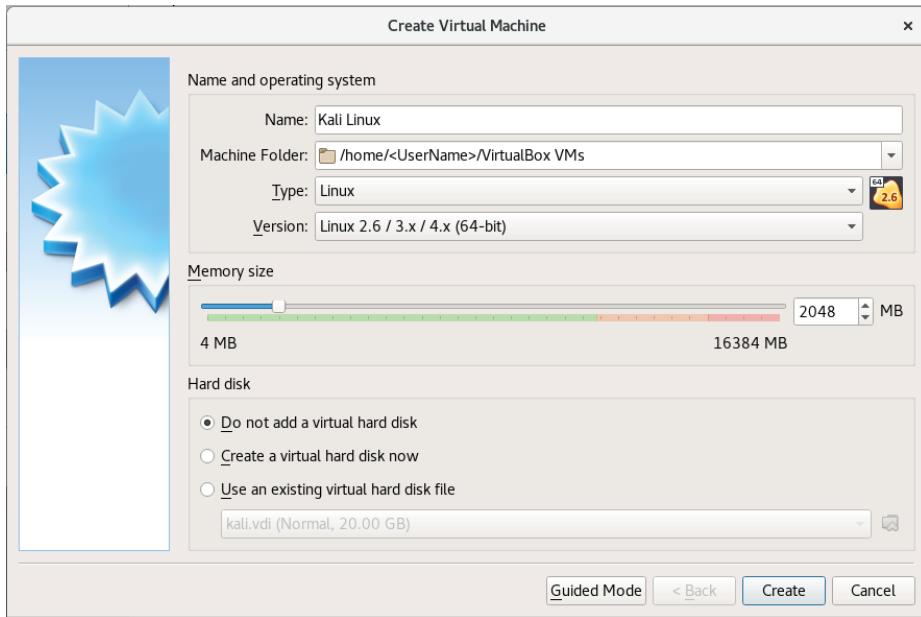 Create Virtual Machine
Name and operating system
Name: Kali Linux
Machine Folder: /home/<UserName>/VirtualBox VMs
Type: Linux
64
2.6
Version: Linux 2.6 / 3.x / 4.x (64-bit)
Memory size
2048 MB
4 MB 16384 MB
Hard disk
Do not add a virtual hard disk
Create a virtual hard disk now
Use an existing virtual hard disk file
kali.vdi (Normal, 20.00 GB)
Guided Mode < Back Create Cancel